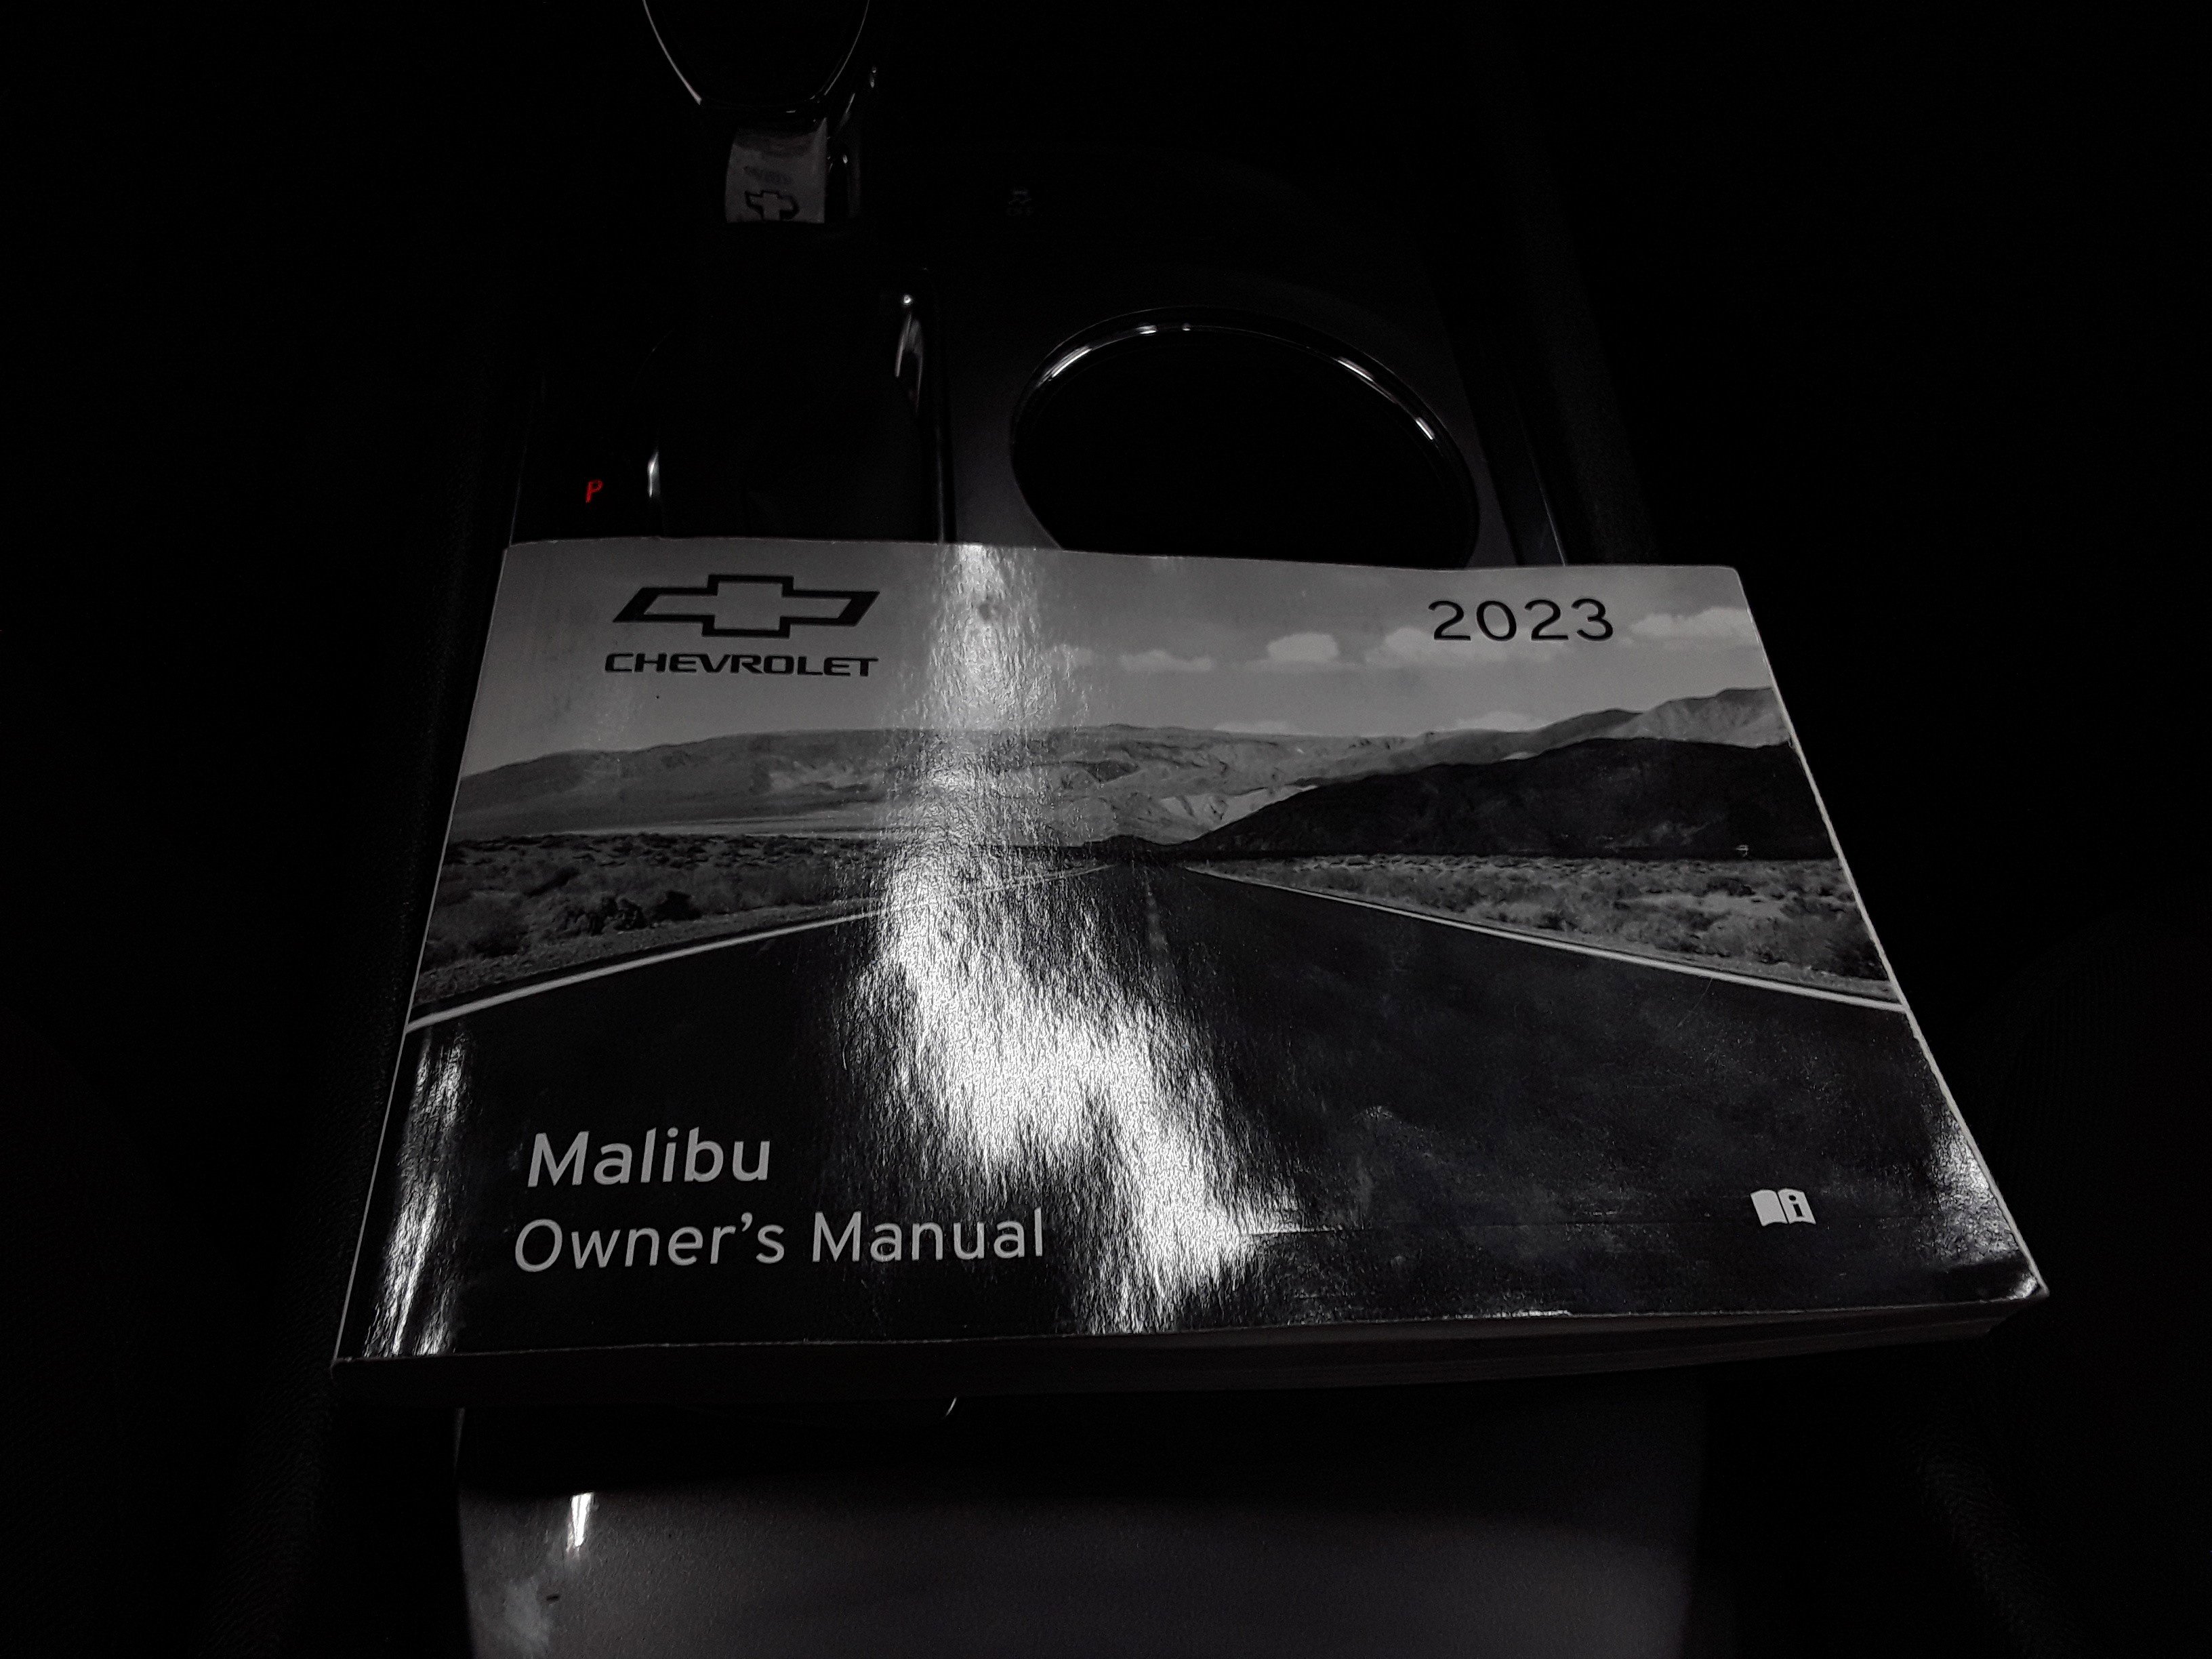 P
CHEVROLET
2023
Malibu
Owner's Manual